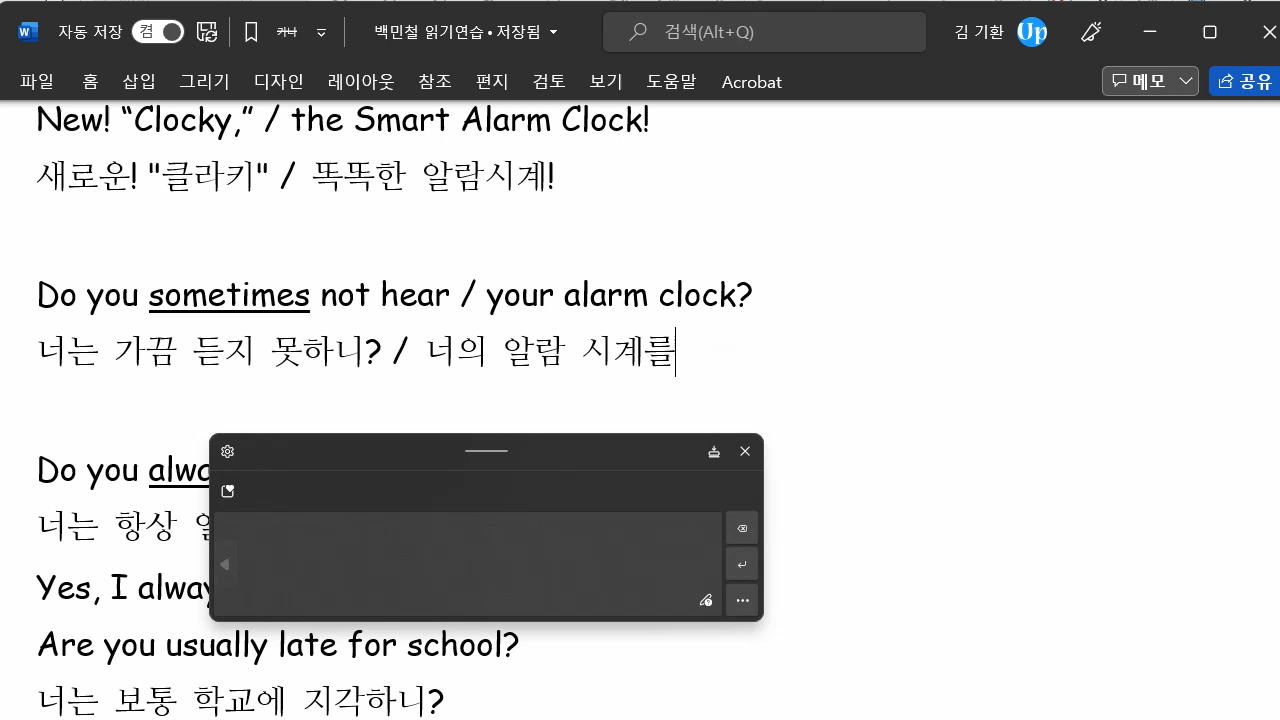 자동 저장 켬 가나 백민철 읽기연습 • 저장됨 검색(Alt+Q) 김 기환 Up
파일 홈 삽입 그리기 디자인 레이아웃 참조 편지 검토 보기 도움말 Acrobat 메모 공유
New! “Clocky,” / the Smart Alarm Clock!
새로운! "클라키" / 똑똑한 알람시계!
Do you sometimes not hear / your alarm clock?
너는 가끔 듣지 못하니? / 너의 알람 시계를
Do you
너는 항상
Yes, I
Are you usually late for school?
너는 보통 학교에 지각하니?